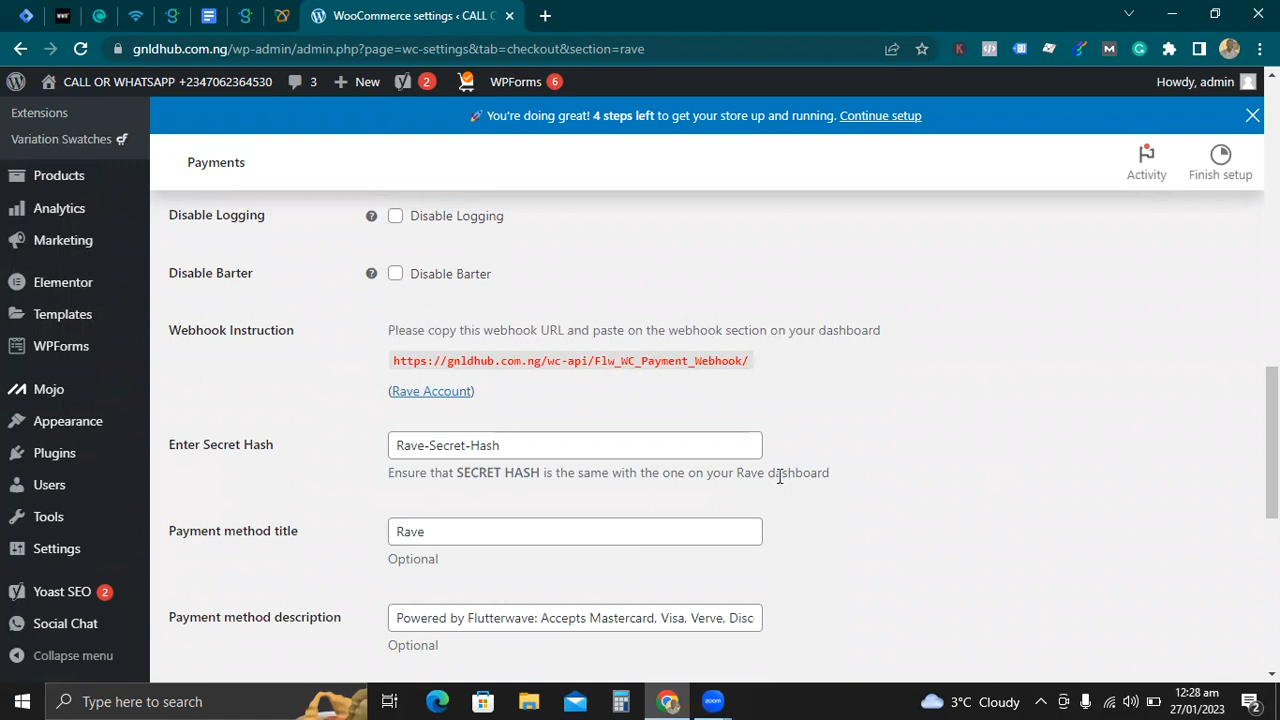 WooCommerce settings ‹ CALL O
gnldhub.com.ng/wp-admin/admin.php?page=wc-settings&tab=checkout&section=rave
CALL OR WHATSAPP +2347062364530 3 New 2 WPForms 6 Howdy, admin
Extensions
Variation Swatches
Products
Analytics
Marketing
Elementor
Templates
WPForms
Mojo
Appearance
Plugins
Users
Tools
Settings
Yoast SEO 2
Social Chat
Collapse menu
You're doing great! 4 steps left to get your store up and running. Continue setup
Payments
Activity
Finish setup
Disable Logging Disable Logging
Disable Barter Disable Barter
Webhook Instruction Please copy this webhook URL and paste on the webhook section on your dashboard
https://gnldhub.com.ng/wc-api/Flw_WC_Payment_Webhook/
(Rave Account)
Enter Secret Hash Rave-Secret-Hash
Ensure that SECRET HASH is the same with the one on your Rave dashboard
Payment method title Rave
Optional
Payment method description Powered by Flutterwave: Accepts Mastercard, Visa, Verve, Disc
Optional
Type here to search
zoom
3°C Cloudy
12:28 am
27/01/2023
2